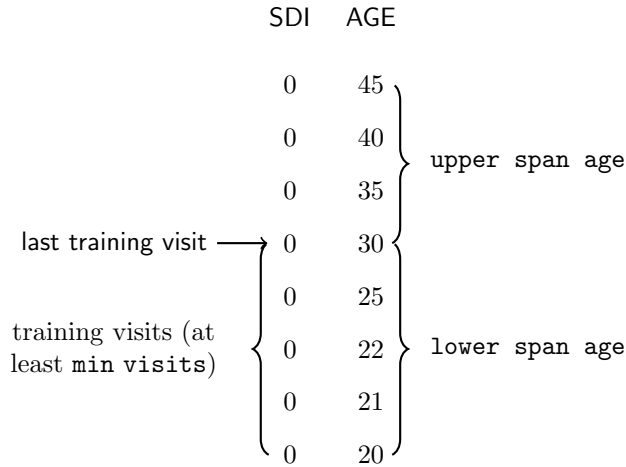 SDI AGE
0 45
0 40
upper span age
0 35
last training visit 0 30
0 25
training visits (at
least min visits)
0 22 lower span age
0 21
0 20